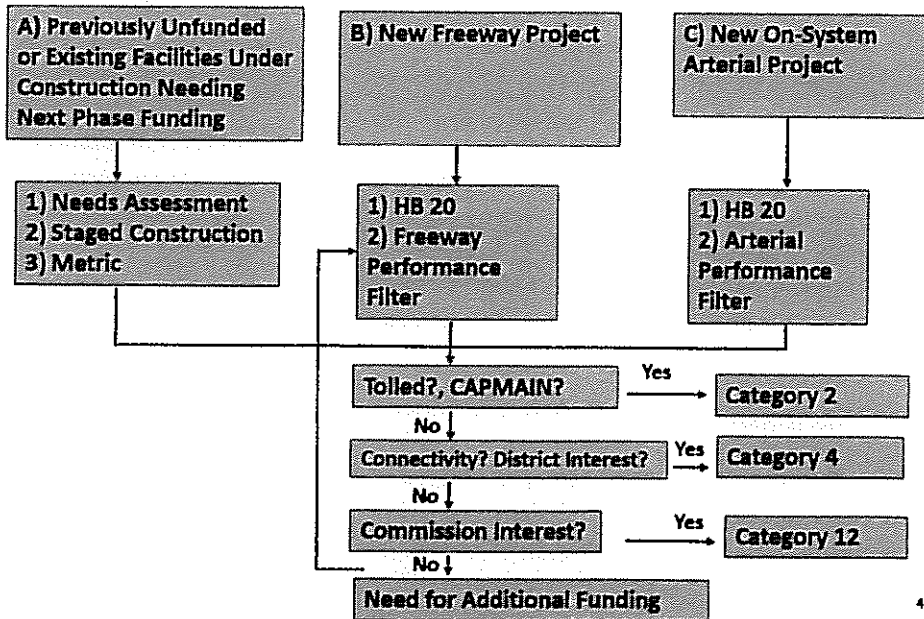 A) Previously Unfunded
or Existing Facilities Under
Construction Needing
Next Phase Funding
B) New Freeway Project
C) New On-System
Arterial Project
1) Needs Assessment
2) Staged Construction
3) Metric
1) HB 20
2) Freeway
Performance
Filter
1) HB 20
2) Arterial
Performance
Filter
Tolled?, CAPMAIN?
Yes
Category 2
No
Connectivity? District Interest?
Yes
Category 4
No
Commission Interest?
Yes
Category 12
No
Need for Additional Funding
4